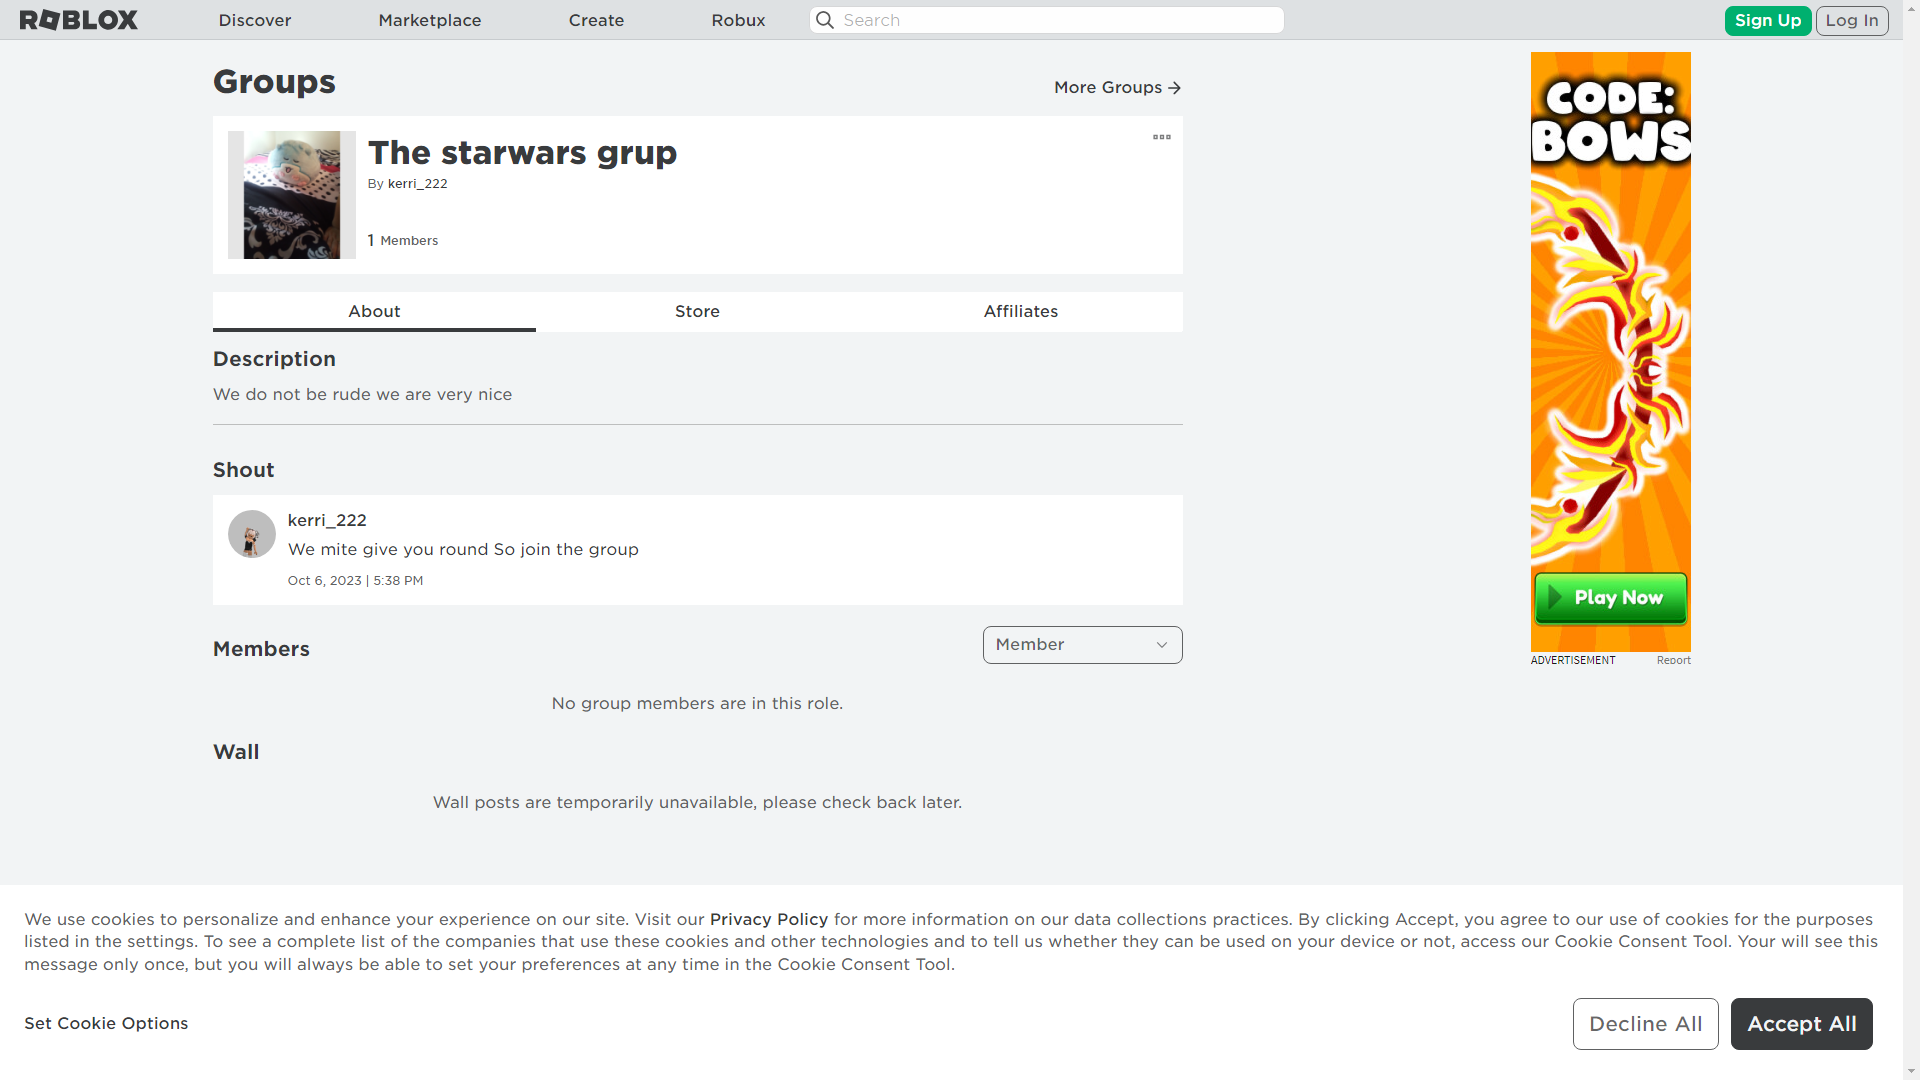 ROBLOX
Discover
Marketplace
Create
Robux
Search
Sign Up
Log In
Groups
More Groups
The starwars grup
By kerri_222
1 Members
About
Store
Affiliates
Description
We do not be rude we are very nice
Shout
kerri_222
We mite give you round So join the group
Oct 6, 2023 | 5:38 PM
Members
Member
No group members are in this role.
Wall
Wall posts are temporarily unavailable, please check back later.
CODE:
BOWS
Play Now
ADVERTISEMENT
Report
We use cookies to personalize and enhance your experience on our site. Visit our Privacy Policy for more information on our data collections practices. By clicking Accept, you agree to our use of cookies for the purposes
listed in the settings. To see a complete list of the companies that use these cookies and other technologies and to tell us whether they can be used on your device or not, access our Cookie Consent Tool. Your will see this
message only once, but you will always be able to set your preferences at any time in the Cookie Consent Tool.
Set Cookie Options
Decline All
Accept All